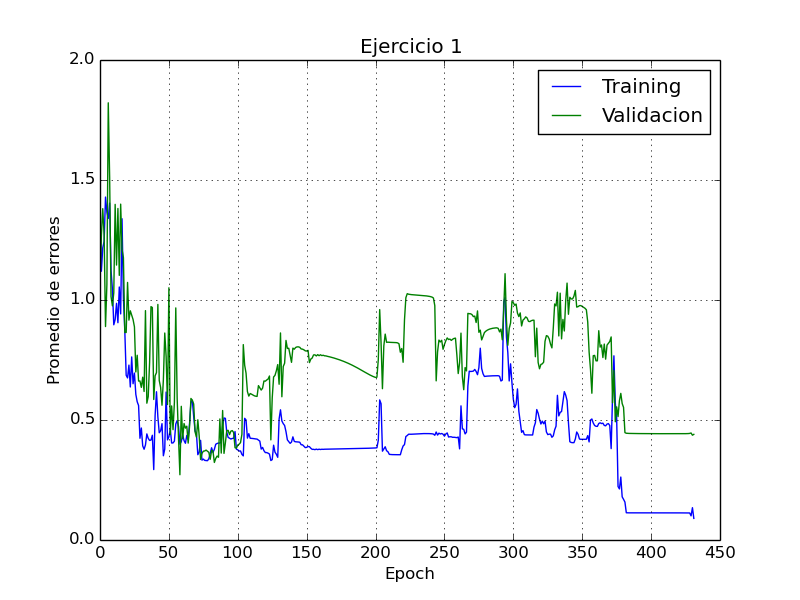 Ejercicio 1
Training
Validacion
2.0
1.5
1.0
0.5
0.0
Promedio de errores
0 50 100 150 200 250 300 350 400 450
Epoch